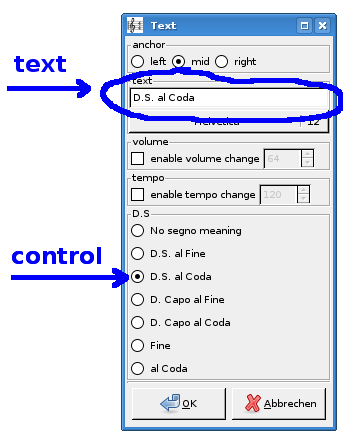 Text
anchor
left mid right
text
text
D.S. al Coda
Helvetica 12
volume
enable volume change 64
tempo
enable tempo change 120
D.S
No segno meaning
control
D.S. al Fine
D.S. al Coda
D. Capo al Fine
D. Capo al Coda
Fine
al Coda
OK Abbrechen